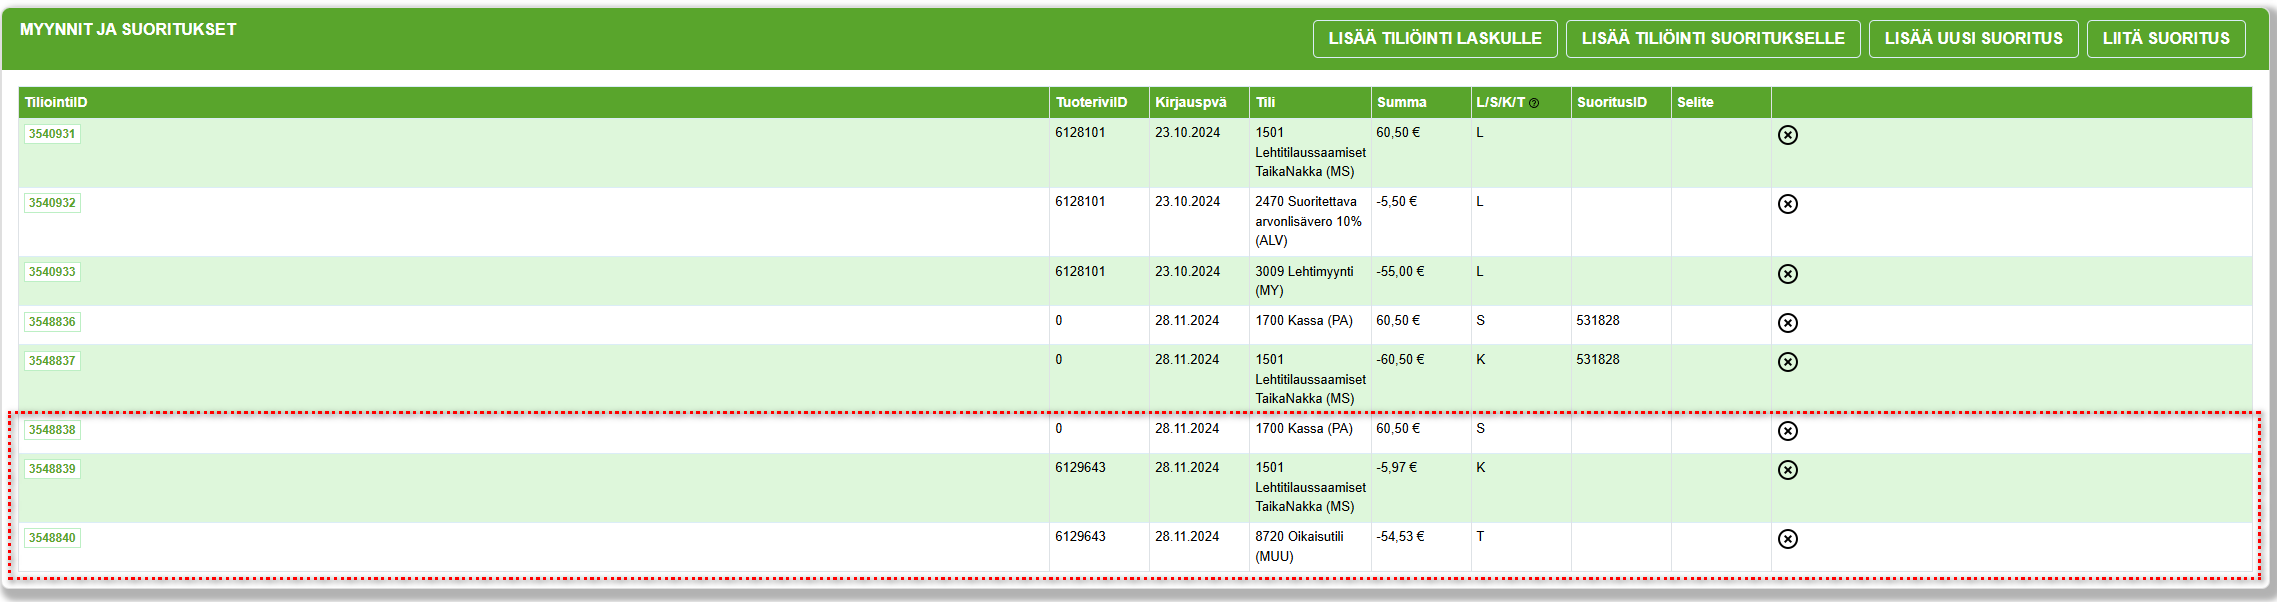 MYYNNIT JA SUORITUKSET
LISÄÄ TILIÖINTI LASKULLE LISÄÄ TILIÖINTI SUORITUKSELLE LISÄÄ UUSI SUORITUS LIITÄ SUORITUS
TiliointiID TuoteriviID Kirjauspvä Tili Summa L/S/K/T SuoritusID Selite
3540931 6128101 23.10.2024 1501 60,50 € L
Lehtitilaussaamiset
TaikaNakka (MS)
3540932 6128101 23.10.2024 2470 Suoritettava -5,50 € L
arvonlisävero 10%
(ALV)
3540933 6128101 23.10.2024 3009 Lehtimyynti -55,00 € L
(MY)
3548836 0 28.11.2024 1700 Kassa (PA) 60,50 € S 531828
3548837 0 28.11.2024 1501 -60,50 € K 531828
Lehtitilaussaamiset
TaikaNakka (MS)
3548838 0 28.11.2024 1700 Kassa (PA) 60,50 € S
3548839 6129643 28.11.2024 1501 -5,97 € K
Lehtitilaussaamiset
TaikaNakka (MS)
3548840 6129643 28.11.2024 8720 Oikaisutili -54,53 € T
(MUU)